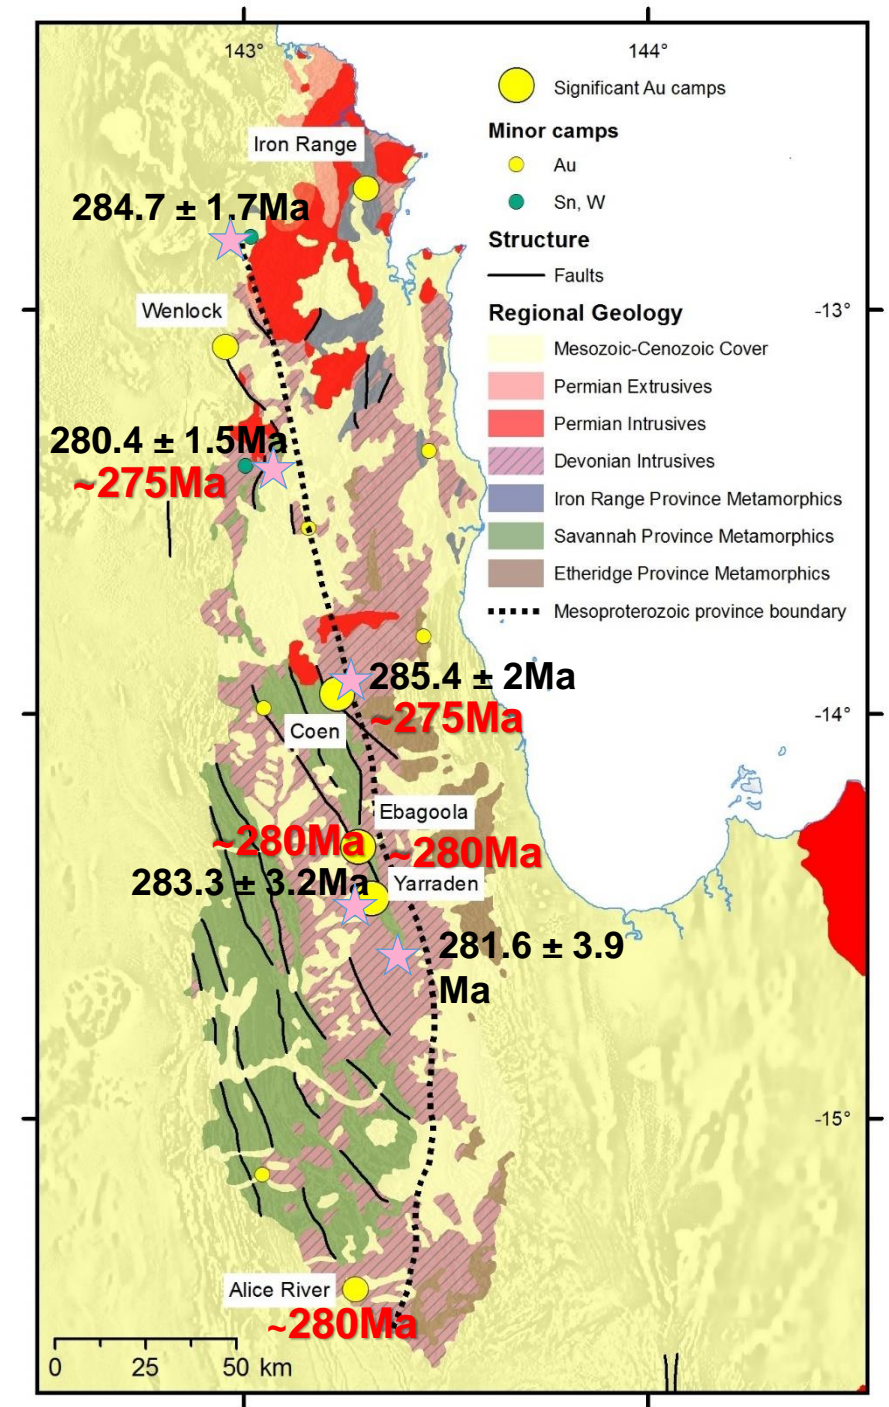 143°
144°
Significant Au camps
Minor camps
Au
Sn, W
Structure
Faults
Regional Geology
Mesozoic-Cenozoic Cover
Permian Extrusives
Permian Intrusives
Devonian Intrusives
Iron Range Province Metamorphics
Savannah Province Metamorphics
Etheridge Province Metamorphics
Mesoproterozoic province boundary
Iron Range
284.7 ± 1.7Ma
Wenlock
-13°
280.4 ± 1.5Ma
~275Ma
285.4 ± 2Ma
~275Ma
-14°
Coen
Ebagoola
~280Ma
~280Ma
283.3 ± 3.2Ma
Yarraden
281.6 ± 3.9
Ma
-15°
Alice River
~280Ma
0 25 50 km